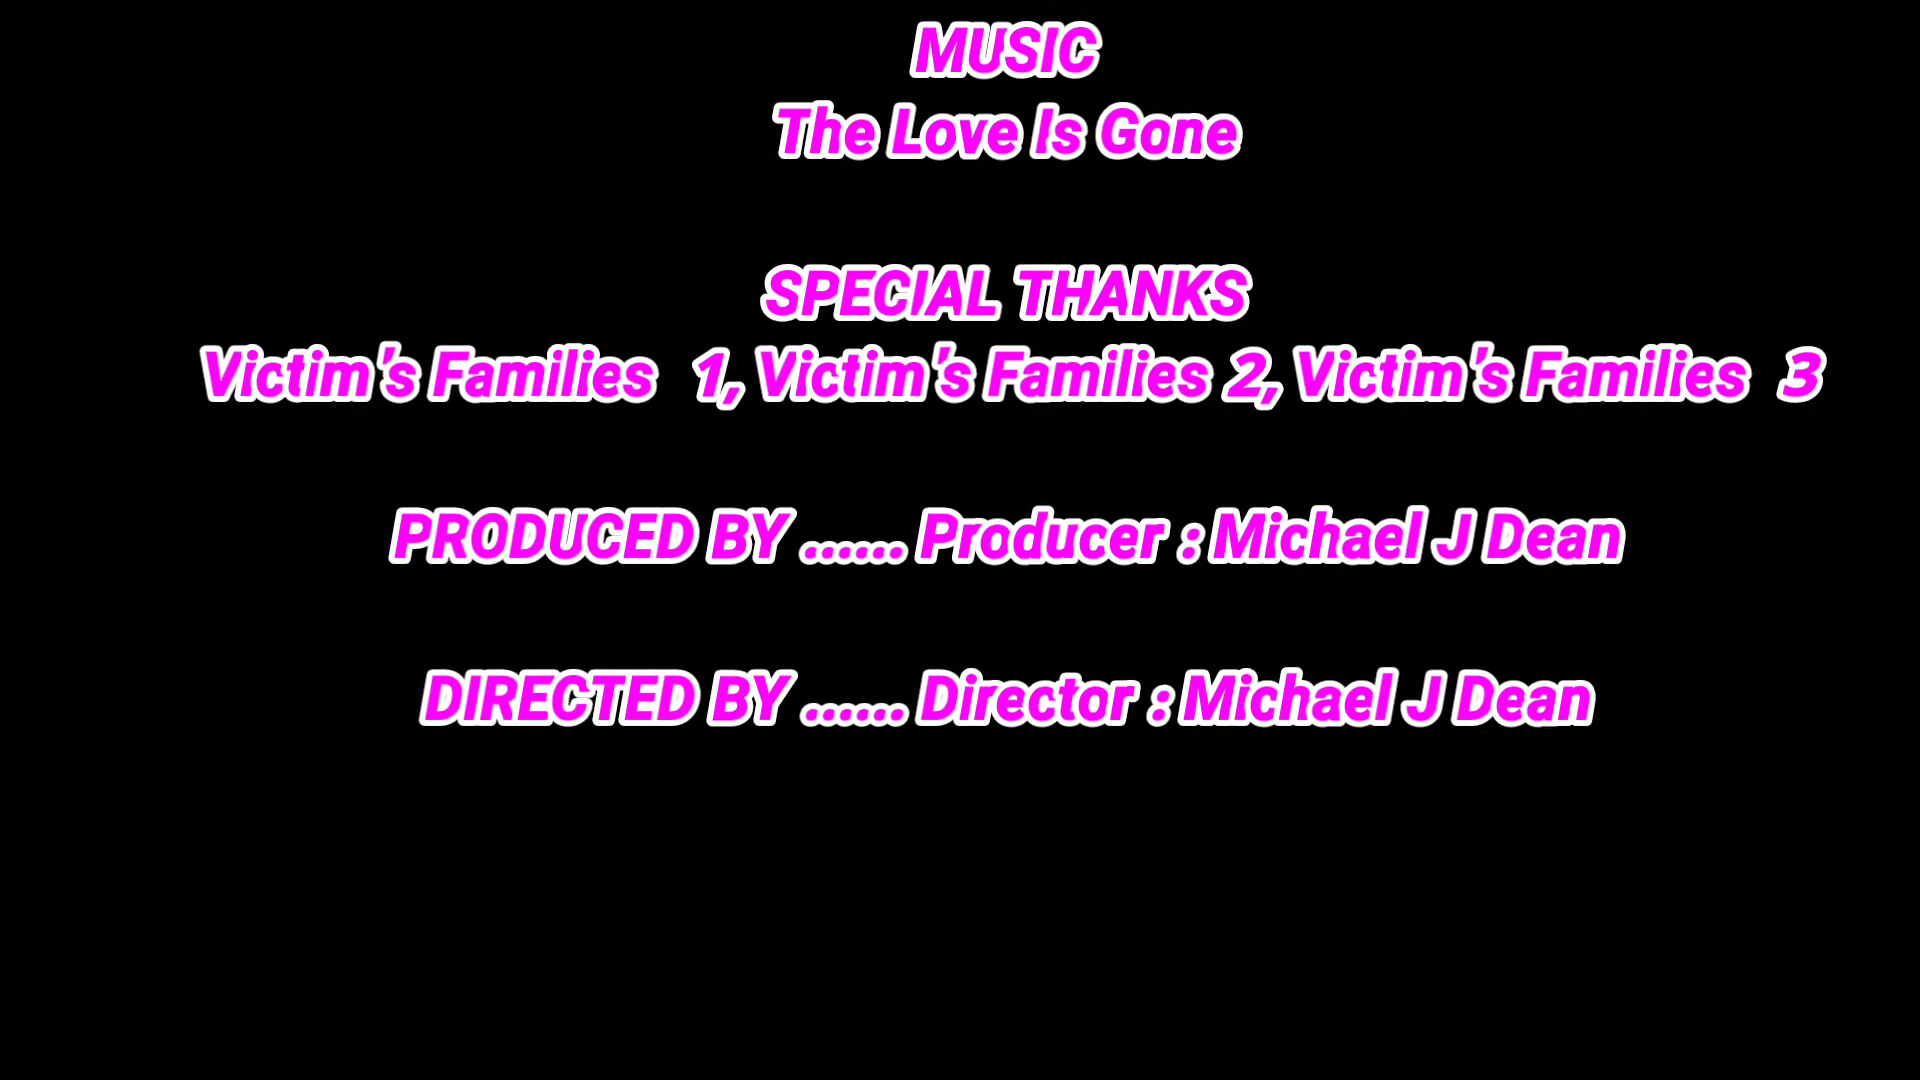 MUSIC
The Love Is Gone
SPECIAL THANKS
Victim's Families  1, Victim's Families 2, Victim's Families  3
PRODUCED BY ...... Producer : Michael J Dean
DIRECTED BY ...... Director : Michael J Dean